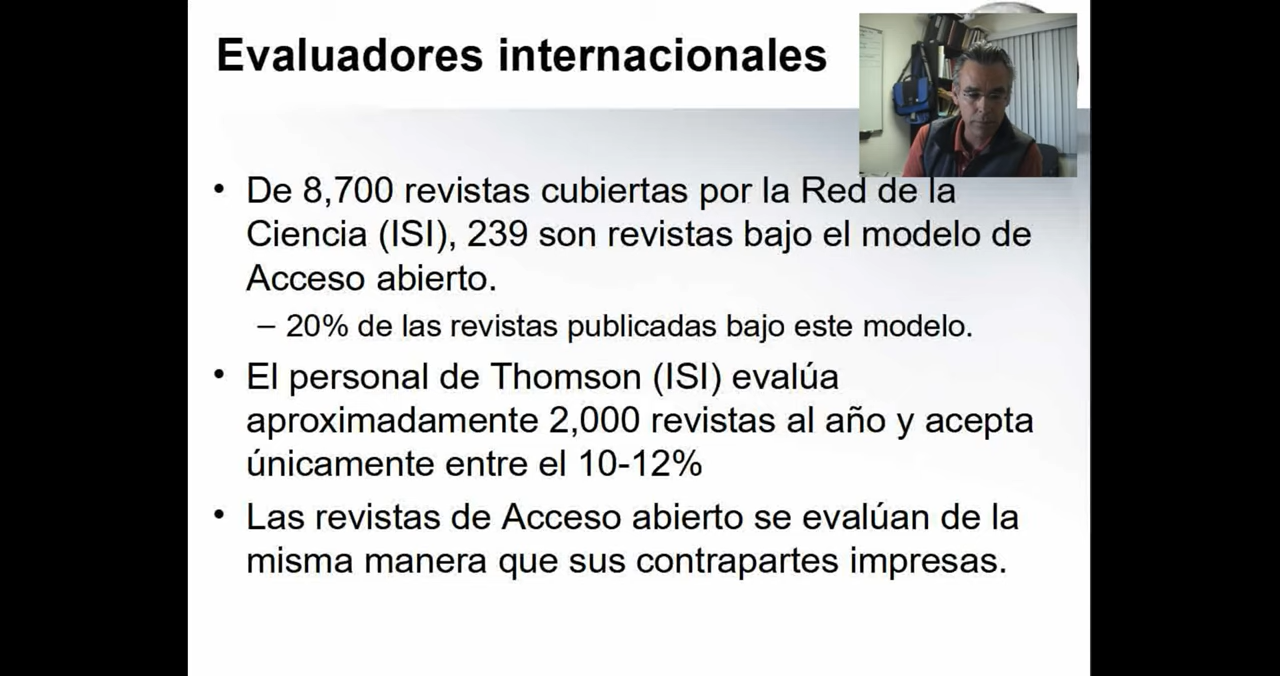 Evaluadores internacionales
• De 8,700 revistas cubiertas por la Red de la
Ciencia (ISI), 239 son revistas bajo el modelo de
Acceso abierto.
– 20% de las revistas publicadas bajo este modelo.
• El personal de Thomson (ISI) evalúa
aproximadamente 2,000 revistas al año y acepta
únicamente entre el 10-12%
• Las revistas de Acceso abierto se evalúan de la
misma manera que sus contrapartes impresas.